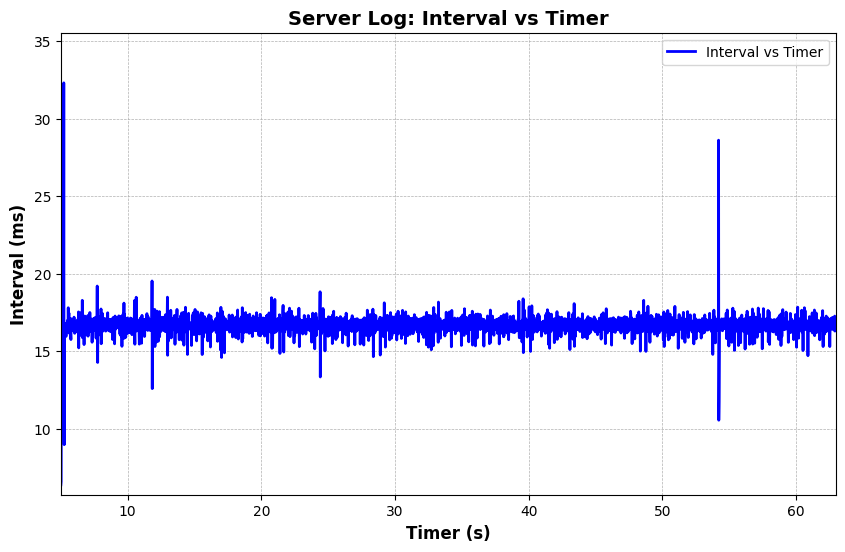 Server Log: Interval vs Timer
Interval vs Timer
35
30
25
20
15
10
Interval (ms)
10 20 30 40 50 60
Timer (s)